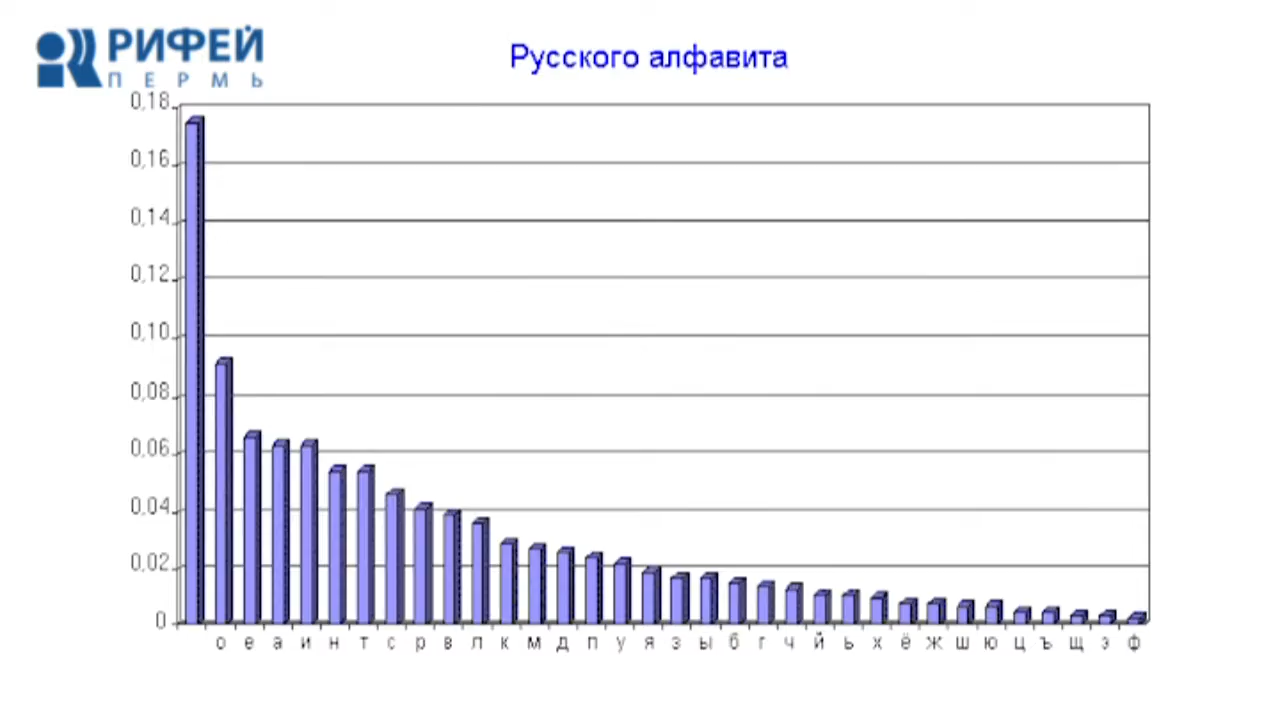 РИФЕЙ
ПЕРМЬ
Русского алфавита
0,18
0,16
0,14
0,12
0,10
0,08
0,06
0,04
0,02
0
о е а и н т с р в л к м д п у я з ы б г ч й ь х ё ж ш ю ц ъ щ э ф